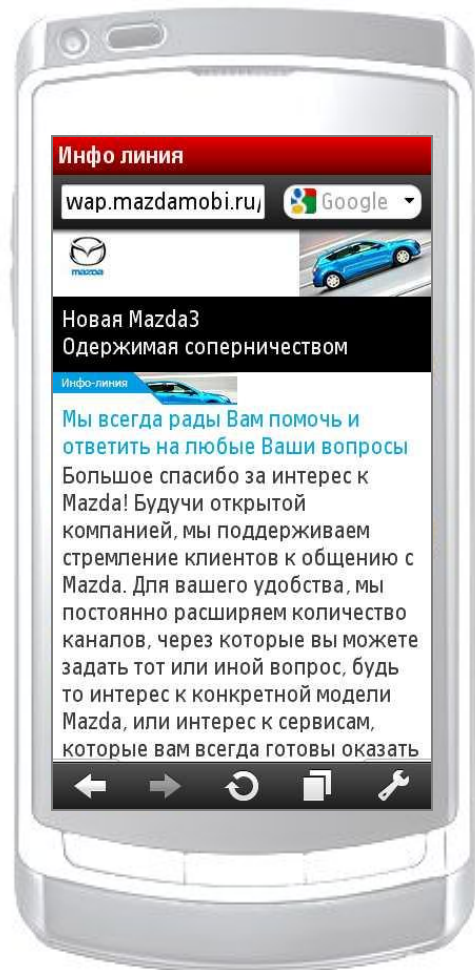 Инфо линия
wap.mazdamobi.ru/
Google
mazda
Новая Mazda3
Одержимая соперничеством
Инфо-линия
Мы всегда рады Вам помочь и
ответить на любые Ваши вопросы
Большое спасибо за интерес к
Mazda! Будучи открытой
компанией, мы поддерживаем
стремление клиентов к общению с
Mazda. Для вашего удобства, мы
постоянно расширяем количество
каналов, через которые вы можете
задать тот или иной вопрос, будь
то интерес к конкретной модели
Mazda, или интерес к сервисам,
которые вам всегда готовы оказать